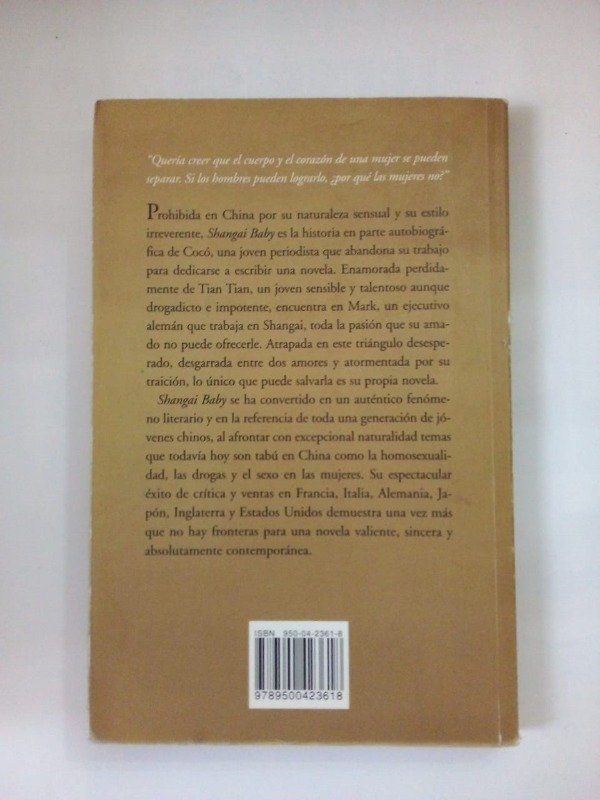 "Quería creer que el cuerpo y el corazón de una mujer se pueden
separar. Si los hombres pueden lograrlo, ¿por qué las mujeres no?"
Prohibida en China por su naturaleza sensual y su estilo
irreverente, Shangai Baby es la historia en parte autobiográ-
fica de Cocó, una joven periodista que abandona su trabajo
para dedicarse a escribir una novela. Enamorada perdida-
mente de Tian Tian, un joven sensible y talentoso aunque
drogadicto e impotente, encuentra en Mark, un ejecutivo
alemán que trabaja en Shangai, toda la pasión que su ama-
do no puede ofrecerle. Atrapada en este triángulo desespe-
rado, desgarrada entre dos amores y atormentada por su
traición, lo único que puede salvarla es su propia novela.
Shangai Baby se ha convertido en un auténtico fenóme-
no literario y en la referencia de toda una generación de jó-
venes chinos, al afrontar con excepcional naturalidad temas
que todavía hoy son tabú en China como la homosexuali-
dad, las drogas y el sexo en las mujeres. Su espectacular
éxito de crítica y ventas en Francia, Italia, Alemania, Ja-
pón, Inglaterra y Estados Unidos demuestra una vez más
que no hay fronteras para una novela valiente, sincera y
absolutamente contemporánea.
ISBN 950-04-2361-8
9789500423618